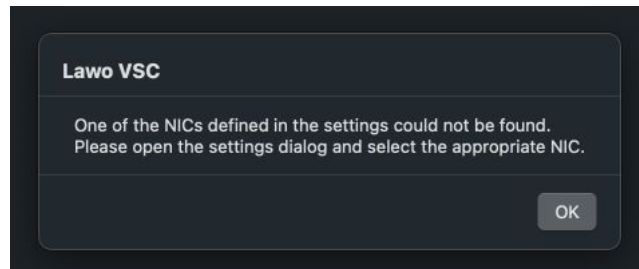 Lawo VSC
One of the NICs defined in the settings could not be found.
Please open the settings dialog and select the appropriate NIC.
OK